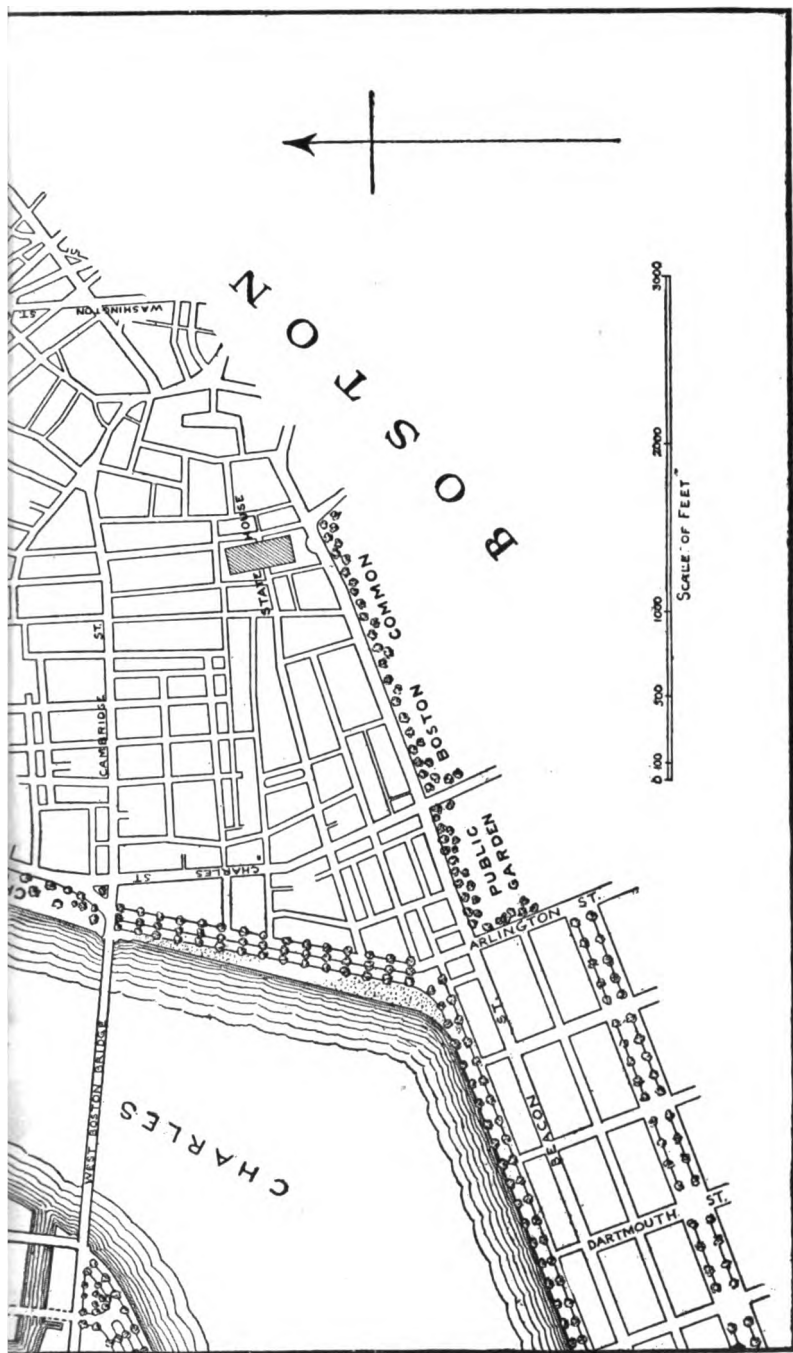 BOSTON
WASHINGTON ST.
STATE HOUSE
CAMBRIDGE ST.
BOSTON COMMON
PUBLIC
GARDEN
CHARLES ST
ARLINGTON ST.
BEACON ST.
DARTMOUTH ST.
WEST BOSTON BRIDGE
CHARLES
0 100 500 1000 2000 3000
SCALE OF FEET